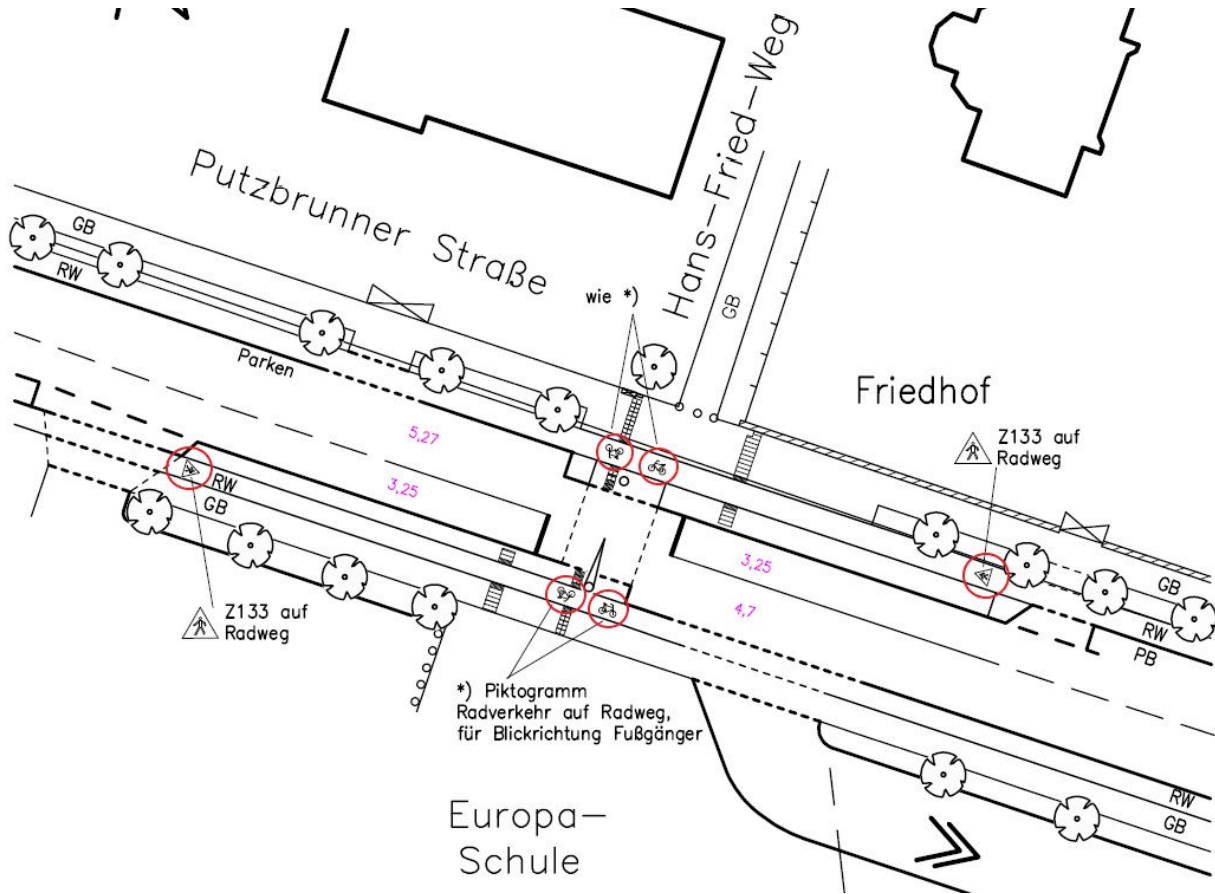 Putzbrunner Straße
Hans-Fried-Weg
GB
RW
Parken
wie *)
GB
Friedhof
Z133 auf
Radweg
5,27
3,25
RW
GB
3,25
4,7
GB
RW
PB
Z133 auf
Radweg
*) Piktogramm
Radverkehr auf Radweg,
für Blickrichtung Fußgänger
Europa-
Schule
RW
GB